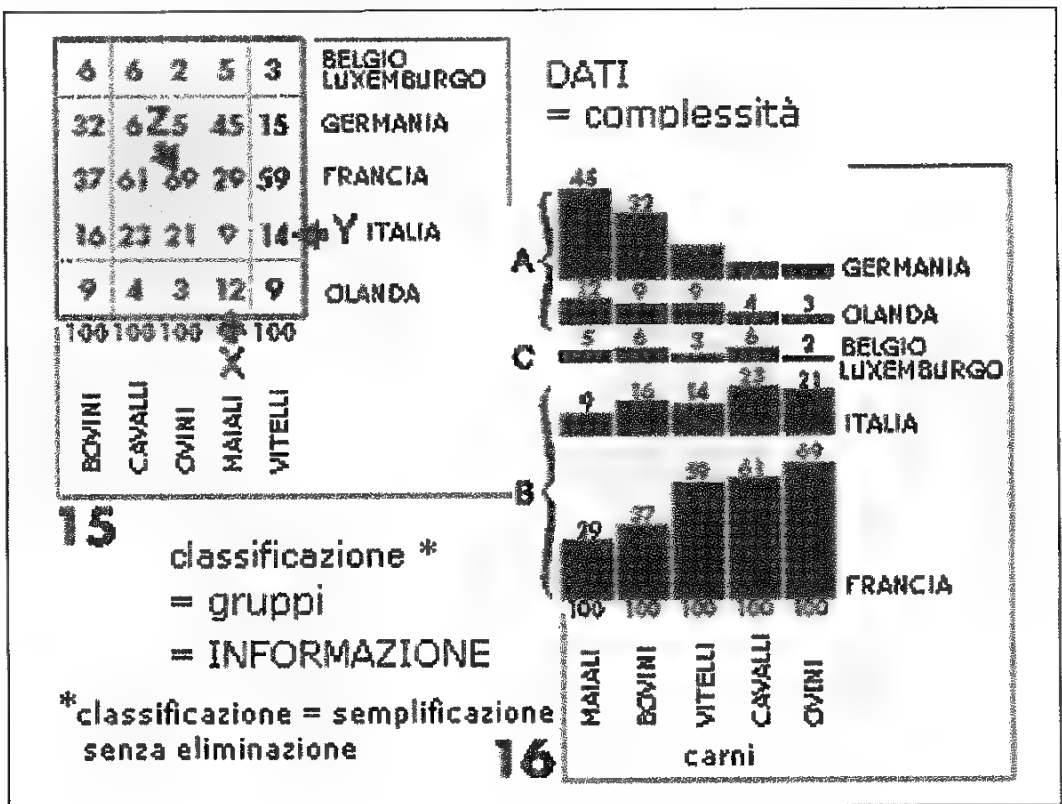 6 6 2 5 3 BELGIO
LUXEMBURGO
32 6 Z 5 45 15 GERMANIA
37 61 69 29 59 FRANCIA
16 23 21 9 14 Y ITALIA
9 4 3 12 9 OLANDA
100 100 100 100
X
BOVINI
CAVALLI
OVINI
MAIALI
VITELLI
15
classificazione *
= gruppi
= INFORMAZIONE
*classificazione = semplificazione
senza eliminazione
DATI
= complessità
45 32
A GERMANIA
12 9 9 4 3
OLANDA
5 6 3 6 2
C BELGIO
LUXEMBURGO
9 16 14 23 21
ITALIA
B
29 37 59 61 69
FRANCIA
100 100 100 100 100
MAIALI
BOVINI
VITELLI
CAVALLI
OVINI
16
carni